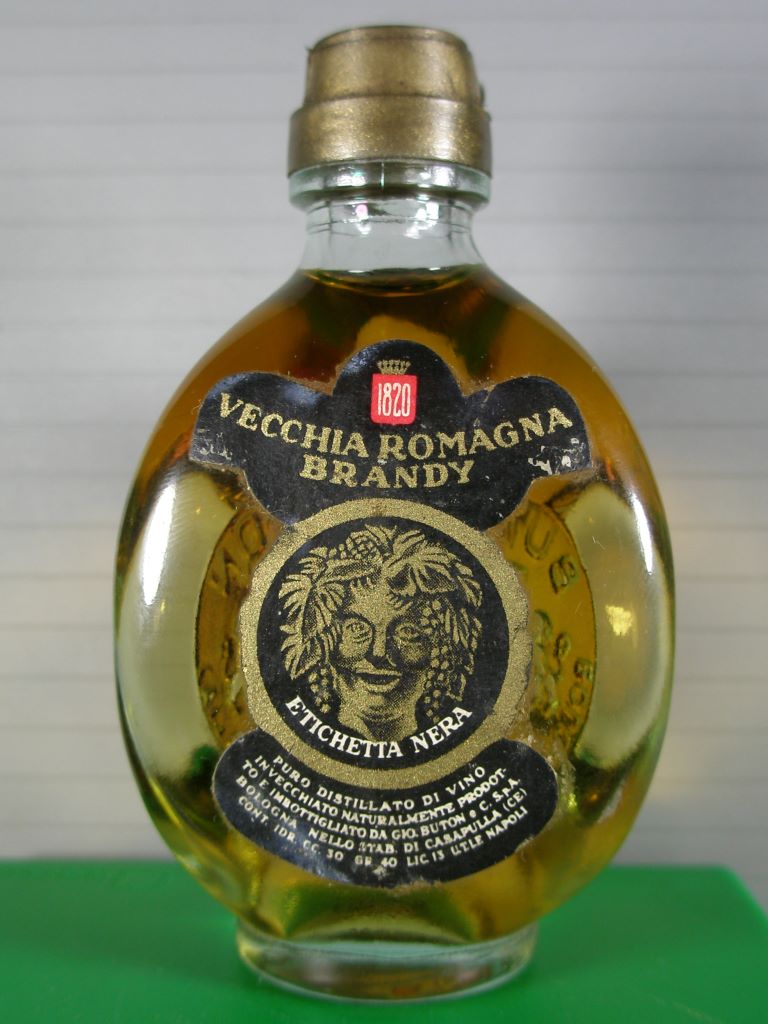 1820
VECCHIA ROMAGNA
BRANDY
ETICHETTA NERA
PURO DISTILLATO DI VINO
INVECCHIATO NATURALMENTE PRODOT-
TO E IMBOTTIGLIATO DA GIO. BUTON e C. S.p.A.
BOLOGNA NELLO STAB. DI CASAPULLA (CE)
CONT. IDR. CC. 30 GR. 40 LIC 13 U.T.I.F. NAPOLI